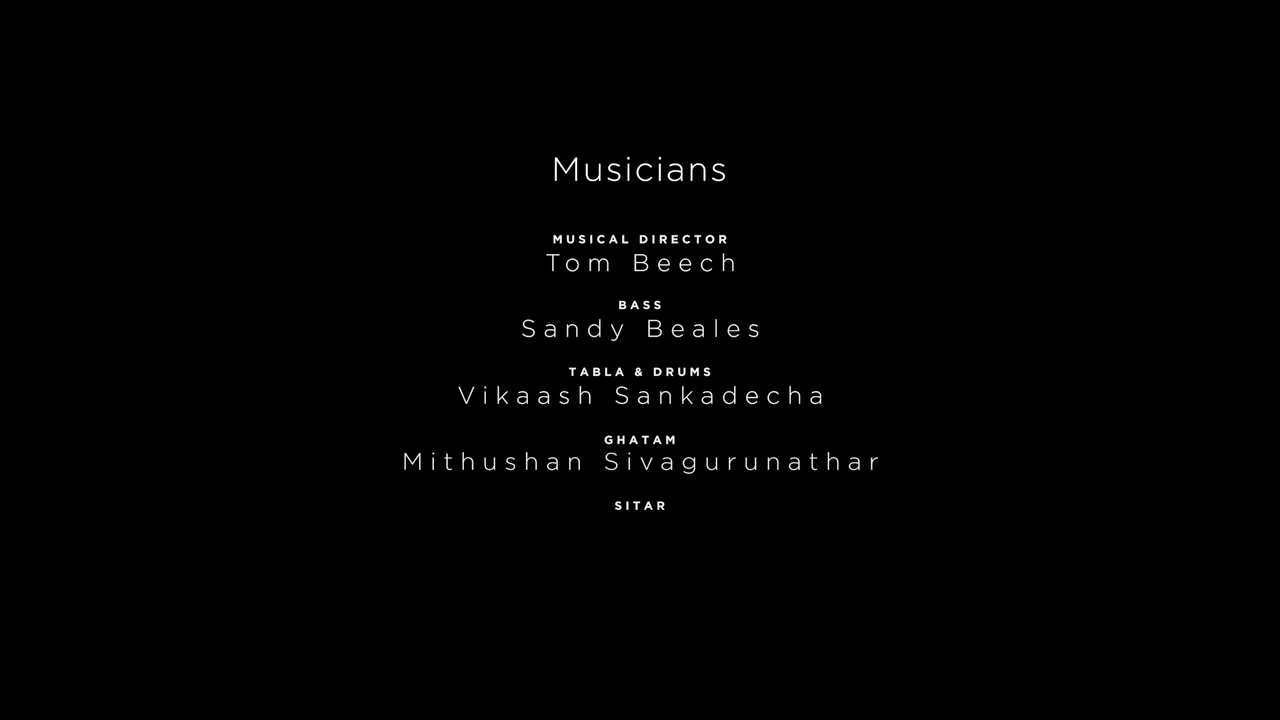 Musicians
MUSICAL DIRECTOR
Tom Beech
BASS
Sandy Beales
TABLA & DRUMS
Vikaash Sankadecha
GHATAM
Mithushan Sivagurunathar
SITAR